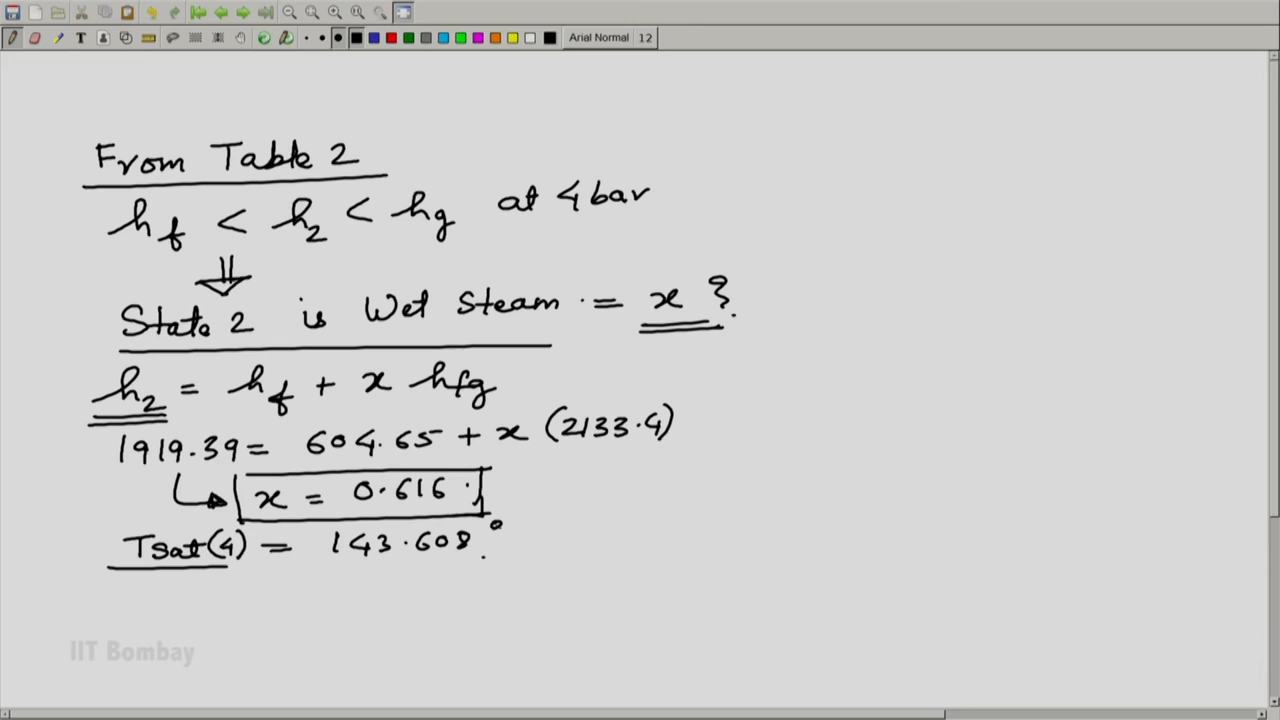 Arial Normal 12
From Table 2
hf < h2 < hg at 4 bar
⇓
State 2 is Wet Steam = x ?
h2 = hf + x hfg
1919.39 = 604.65 + x (2133.4)
x = 0.616
Tsat(4) = 143.608°
IIT Bombay